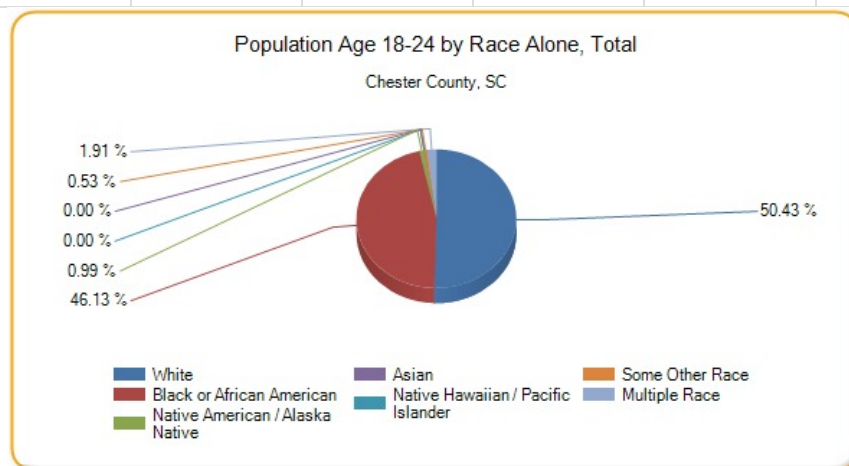 Population Age 18-24 by Race Alone, Total
Chester County, SC
1.91 %
0.53 %
0.00 %
0.00 %
0.99 %
46.13 %
50.43 %
White
Black or African American
Native American / Alaska
Native
Asian
Native Hawaiian / Pacific
Islander
Some Other Race
Multiple Race